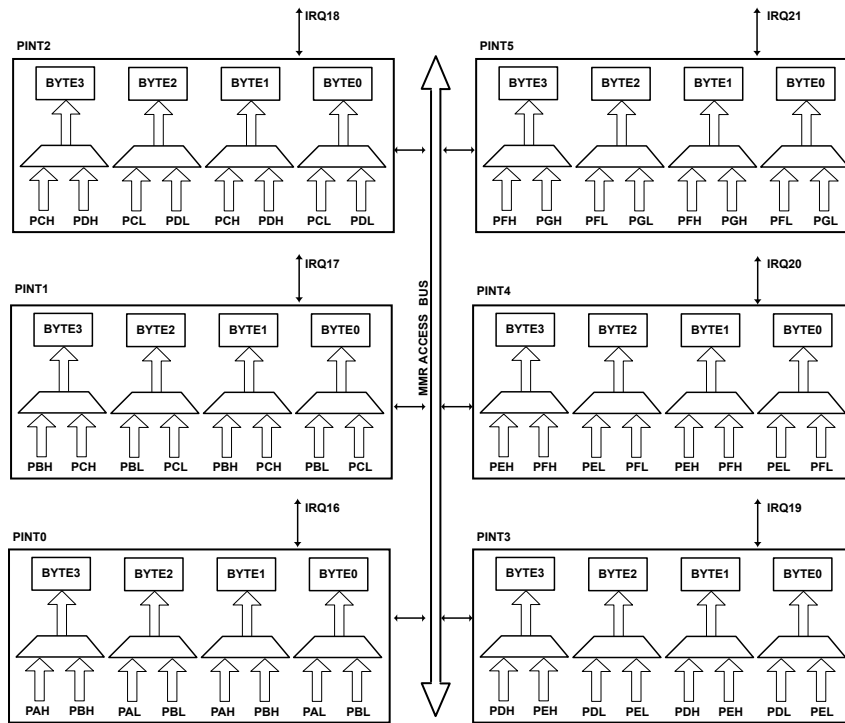 IRQ18
IRQ21
PINT2
PINT5
BYTE3 BYTE2 BYTE1 BYTE0
BYTE3 BYTE2 BYTE1 BYTE0
PCH PDH PCL PDL PCH PDH PCL PDL
PFH PGH PFL PGL PFH PGH PFL PGL
IRQ17
IRQ20
PINT1
PINT4
MMR ACCESS BUS
BYTE3 BYTE2 BYTE1 BYTE0
BYTE3 BYTE2 BYTE1 BYTE0
PBH PCH PBL PCL PBH PCH PBL PCL
PEH PFH PEL PFL PEH PFH PEL PFL
IRQ16
IRQ19
PINT0
PINT3
BYTE3 BYTE2 BYTE1 BYTE0
BYTE3 BYTE2 BYTE1 BYTE0
PAH PBH PAL PBL PAH PBH PAL PBL
PDH PEH PDL PEL PDH PEH PDL PEL